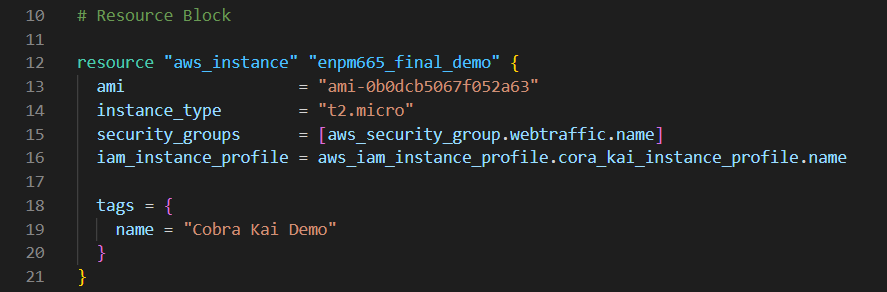 10 # Resource Block
11
12 resource "aws_instance" "enpm665_final_demo" {
13 ami = "ami-0b0dcb5067f052a63"
14 instance_type = "t2.micro"
15 security_groups = [aws_security_group.webtraffic.name]
16 iam_instance_profile = aws_iam_instance_profile.cora_kai_instance_profile.name
17
18 tags = {
19 name = "Cobra Kai Demo"
20 }
21 }